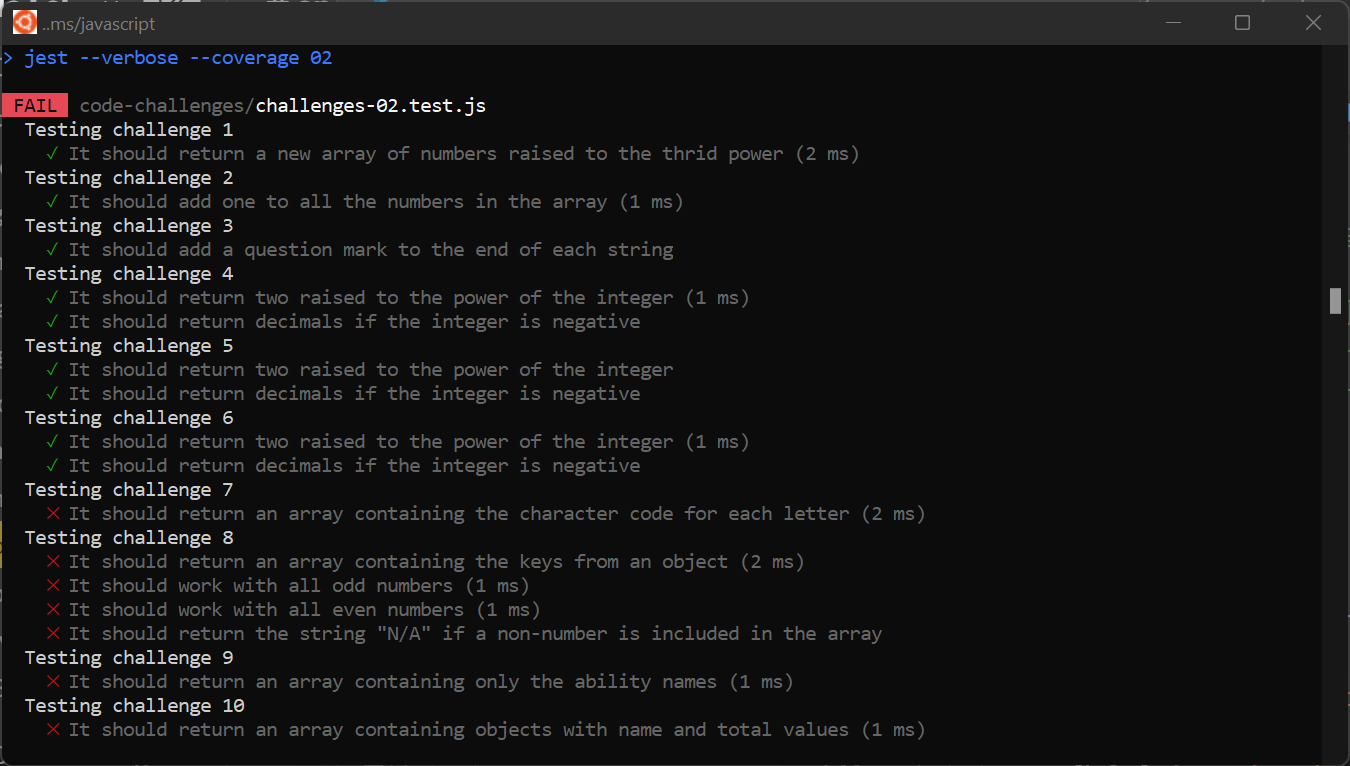 ..ms/javascript
> jest --verbose --coverage 02
FAIL code-challenges/challenges-02.test.js
Testing challenge 1
✓ It should return a new array of numbers raised to the thrid power (2 ms)
Testing challenge 2
✓ It should add one to all the numbers in the array (1 ms)
Testing challenge 3
✓ It should add a question mark to the end of each string
Testing challenge 4
✓ It should return two raised to the power of the integer (1 ms)
✓ It should return decimals if the integer is negative
Testing challenge 5
✓ It should return two raised to the power of the integer
✓ It should return decimals if the integer is negative
Testing challenge 6
✓ It should return two raised to the power of the integer (1 ms)
✓ It should return decimals if the integer is negative
Testing challenge 7
✕ It should return an array containing the character code for each letter (2 ms)
Testing challenge 8
✕ It should return an array containing the keys from an object (2 ms)
✕ It should work with all odd numbers (1 ms)
✕ It should work with all even numbers (1 ms)
✕ It should return the string "N/A" if a non-number is included in the array
Testing challenge 9
✕ It should return an array containing only the ability names (1 ms)
Testing challenge 10
✕ It should return an array containing objects with name and total values (1 ms)